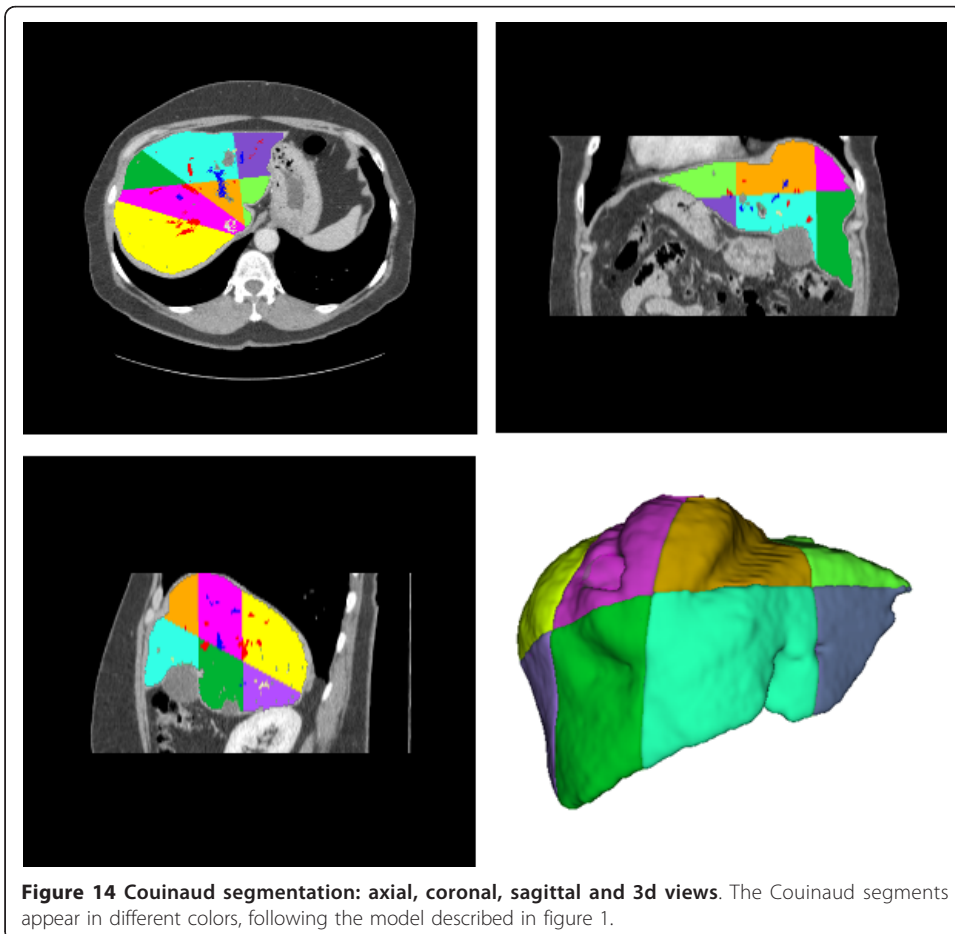 Figure 14 Couinaud segmentation: axial, coronal, sagittal and 3d views. The Couinaud segments
appear in different colors, following the model described in figure 1.